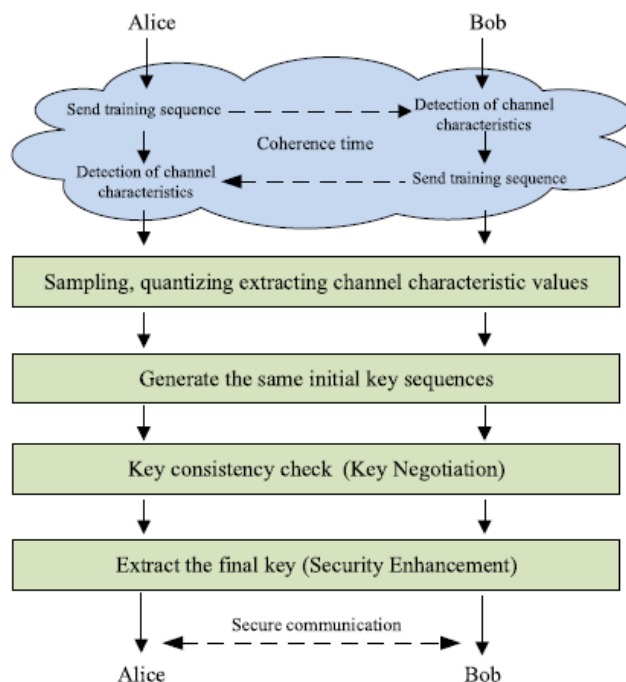 Alice
Bob
Send training sequence
Detection of channel
characteristics
Coherence time
Detection of channel
characteristics
Send training sequence
Sampling, quantizing extracting channel characteristic values
Generate the same initial key sequences
Key consistency check (Key Negotiation)
Extract the final key (Security Enhancement)
Secure communication
Alice
Bob